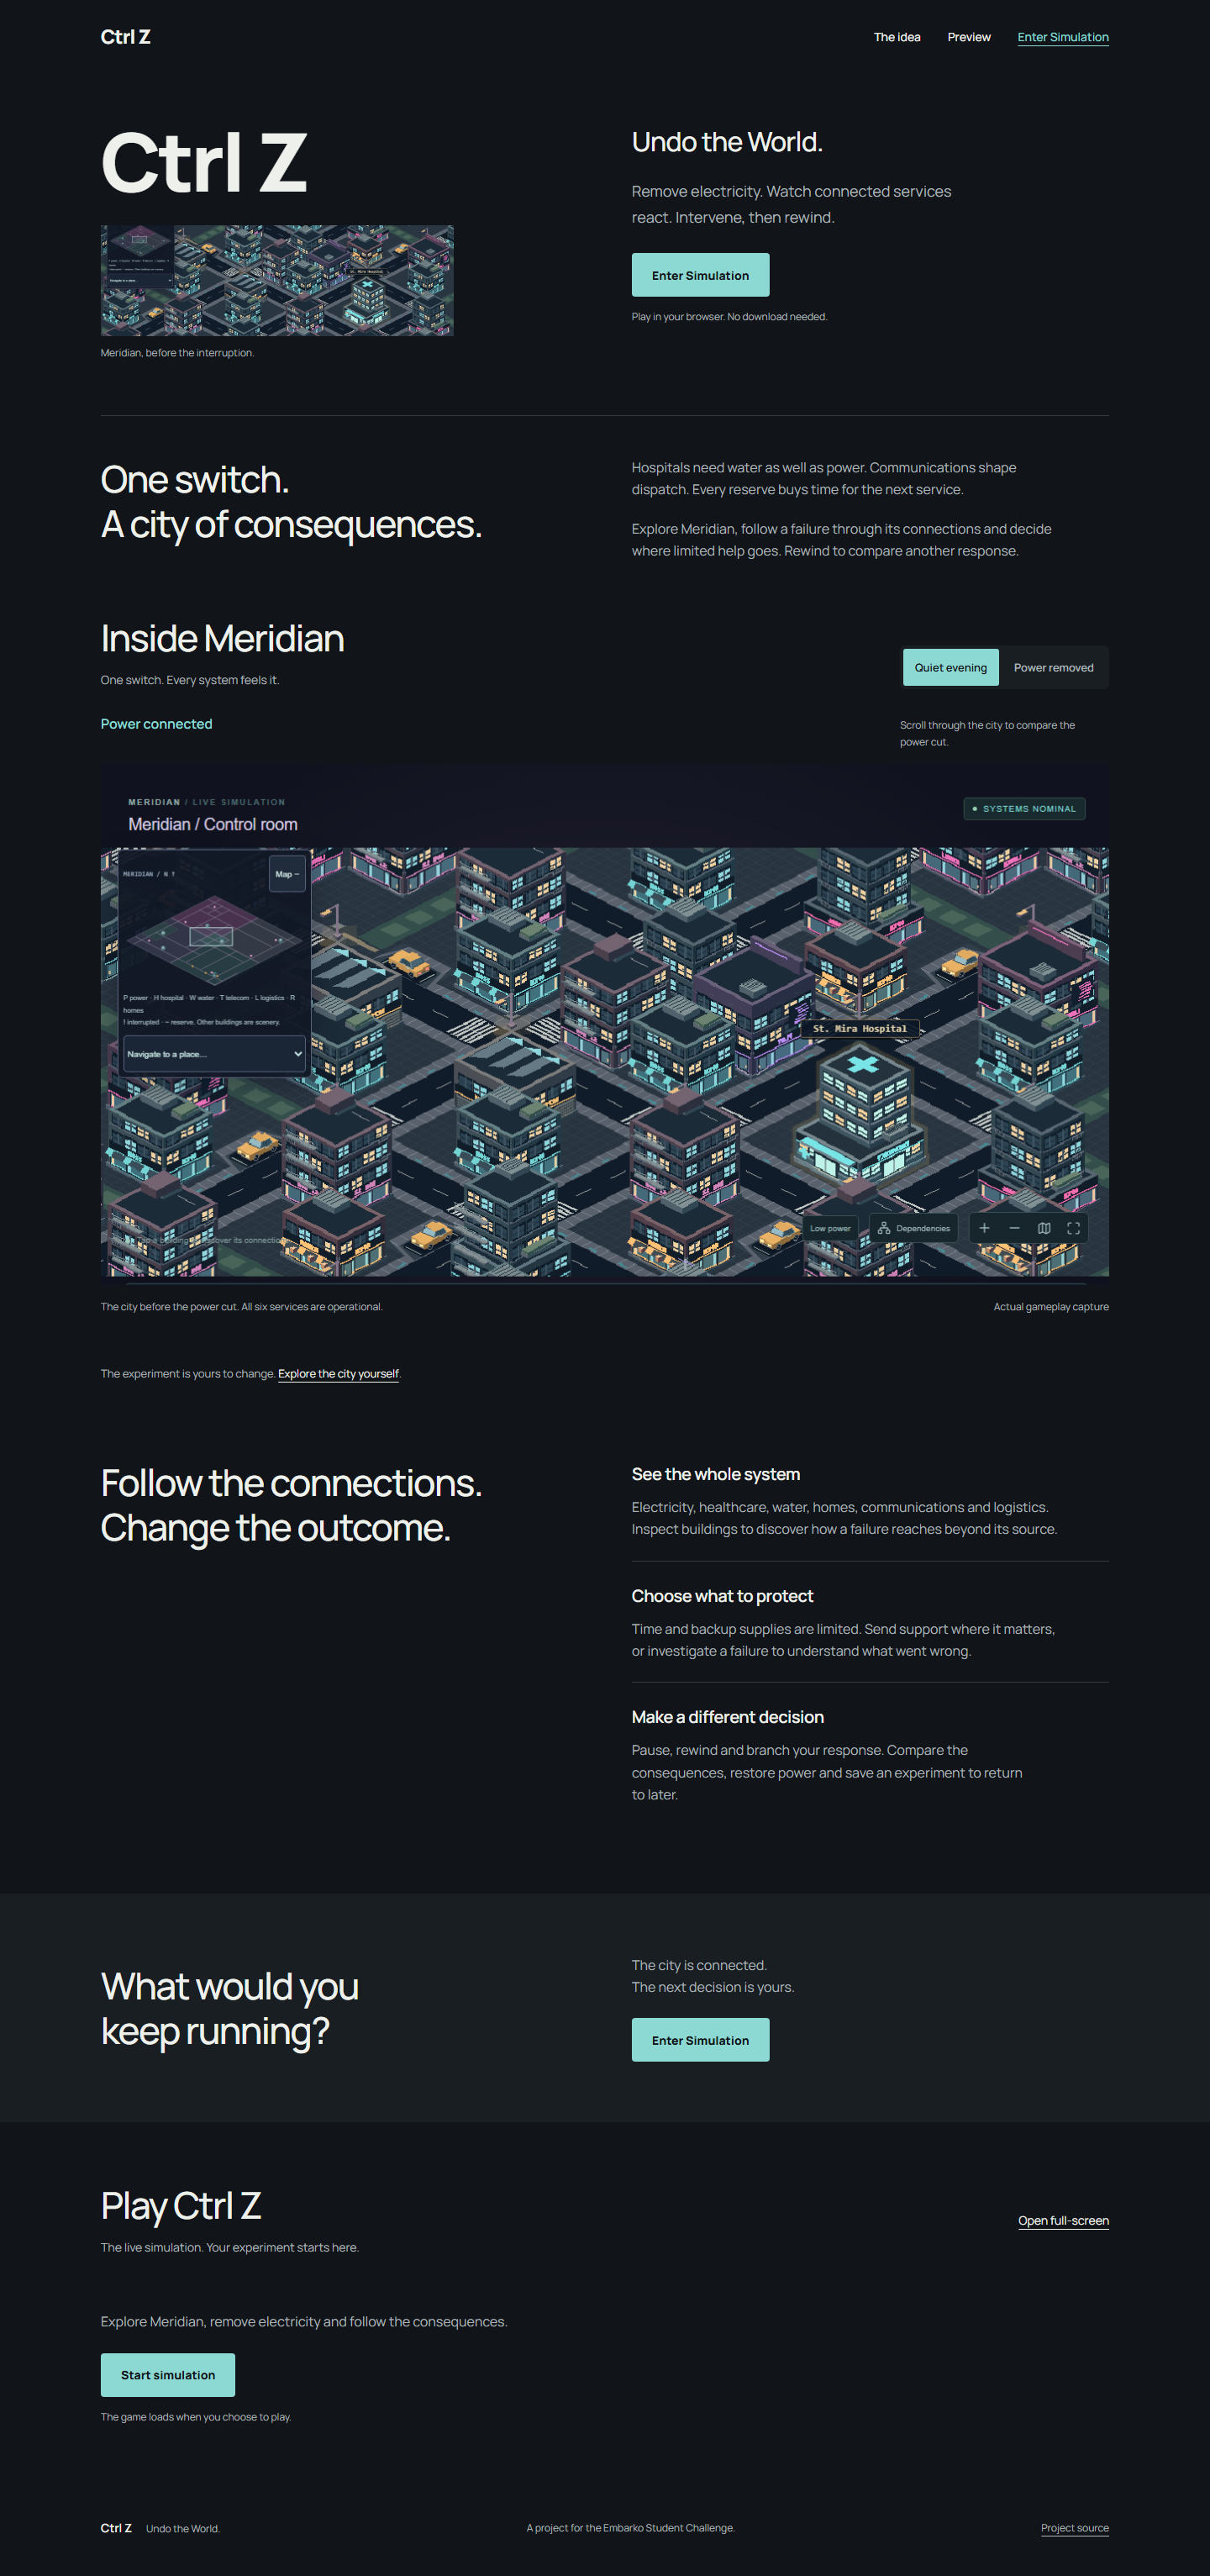 Ctrl Z
The idea
Preview
Enter Simulation
Ctrl Z
Undo the World.
Remove electricity. Watch connected services
react. Intervene, then rewind.
Enter Simulation
Play in your browser. No download needed.
St. Mira Hospital
Meridian, before the interruption.
One switch.
A city of consequences.
Hospitals need water as well as power. Communications shape
dispatch. Every reserve buys time for the next service.
Explore Meridian, follow a failure through its connections and decide
where limited help goes. Rewind to compare another response.
Inside Meridian
One switch. Every system feels it.
Quiet evening
Power removed
Power connected
Scroll through the city to compare the
power cut.
MERIDIAN / LIVE SIMULATION
Meridian / Control room
SYSTEMS NOMINAL
MERIDIAN / N ↑
Map −
P power · H hospital · W water · T telecom · L logistics · R
homes
! interrupted · ~ reserve. Other buildings are scenery.
Navigate to a place...
St. Mira Hospital
Low power
Dependencies
The city before the power cut. All six services are operational.
Actual gameplay capture
The experiment is yours to change. Explore the city yourself.
Follow the connections.
Change the outcome.
See the whole system
Electricity, healthcare, water, homes, communications and logistics.
Inspect buildings to discover how a failure reaches beyond its source.
Choose what to protect
Time and backup supplies are limited. Send support where it matters,
or investigate a failure to understand what went wrong.
Make a different decision
Pause, rewind and branch your response. Compare the
consequences, restore power and save an experiment to return
to later.
What would you
keep running?
The city is connected.
The next decision is yours.
Enter Simulation
Play Ctrl Z
The live simulation. Your experiment starts here.
Open full-screen
Explore Meridian, remove electricity and follow the consequences.
Start simulation
The game loads when you choose to play.
Ctrl Z
Undo the World.
A project for the Embarko Student Challenge.
Project source